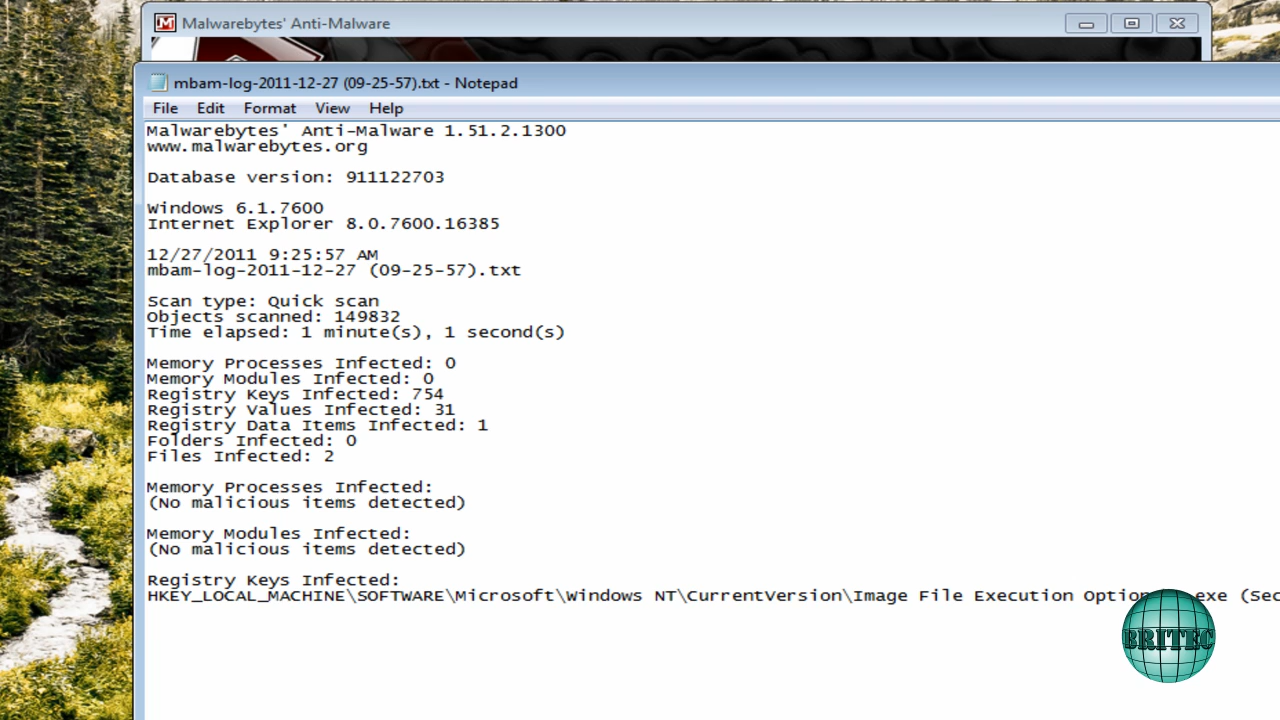 Malwarebytes' Anti-Malware
mbam-log-2011-12-27 (09-25-57).txt - Notepad
File Edit Format View Help
Malwarebytes' Anti-Malware 1.51.2.1300
www.malwarebytes.org
Database version: 911122703
Windows 6.1.7600
Internet Explorer 8.0.7600.16385
12/27/2011 9:25:57 AM
mbam-log-2011-12-27 (09-25-57).txt
Scan type: Quick scan
Objects scanned: 149832
Time elapsed: 1 minute(s), 1 second(s)
Memory Processes Infected: 0
Memory Modules Infected: 0
Registry Keys Infected: 754
Registry Values Infected: 31
Registry Data Items Infected: 1
Folders Infected: 0
Files Infected: 2
Memory Processes Infected:
(No malicious items detected)
Memory Modules Infected:
(No malicious items detected)
Registry Keys Infected:
HKEY_LOCAL_MACHINE\SOFTWARE\Microsoft\Windows NT\CurrentVersion\Image File Execution Option .exe (Sec
BRITEC